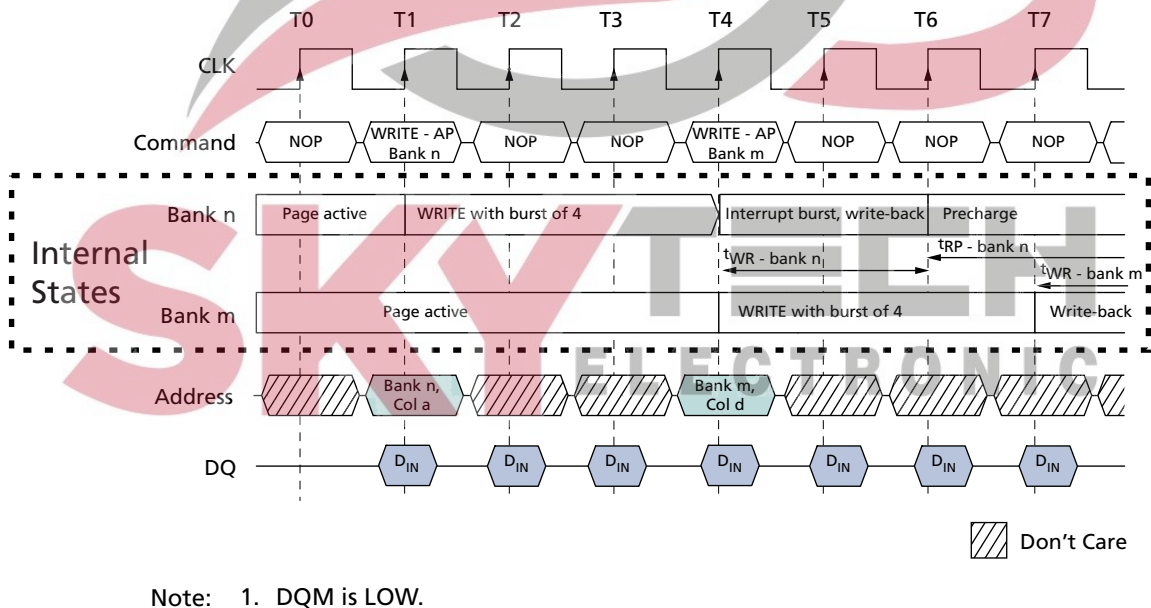 T0 T1 T2 T3 T4 T5 T6 T7
CLK
Command NOP WRITE - AP Bank n NOP NOP WRITE - AP Bank m NOP NOP NOP
Bank n Page active WRITE with burst of 4 Interrupt burst, write-back Precharge
Internal States
tWR - bank n tRP - bank n
tWR - bank m
Bank m Page active WRITE with burst of 4 Write-back
SKYTECH
ELECTRONIC
Address Bank n, Col a Bank m, Col d
DQ DIN DIN DIN DIN DIN DIN DIN
Don't Care
Note: 1. DQM is LOW.